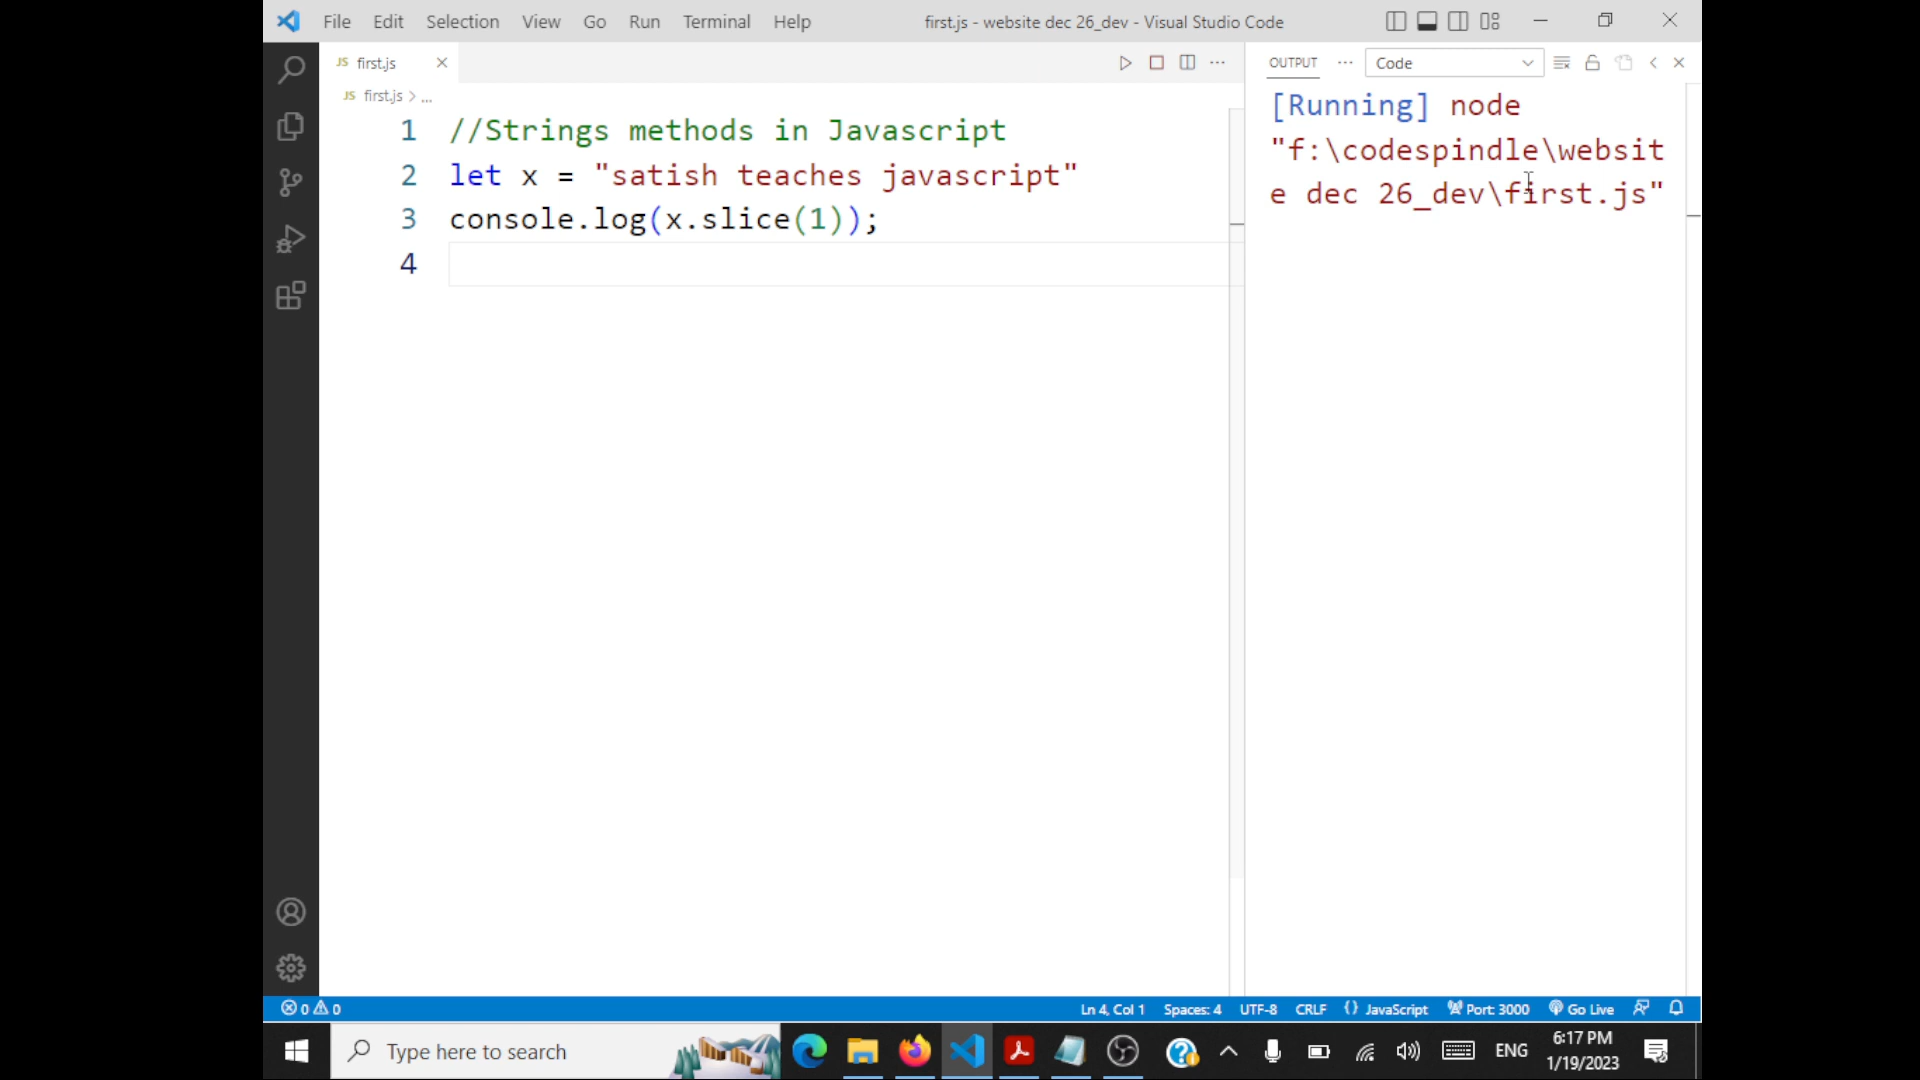 File Edit Selection View Go Run Terminal Help first.js - website dec 26_dev - Visual Studio Code
JS first.js
OUTPUT ··· Code
JS first.js > ...
1 //Strings methods in Javascript
2 let x = "satish teaches javascript"
3 console.log(x.slice(1));
4
[Running] node
"f:\codespindle\websit
e dec 26_dev\first.js"
0 0 Ln 4, Col 1 Spaces: 4 UTF-8 CRLF {} JavaScript Port: 3000 Go Live
Type here to search
ENG
6:17 PM
1/19/2023